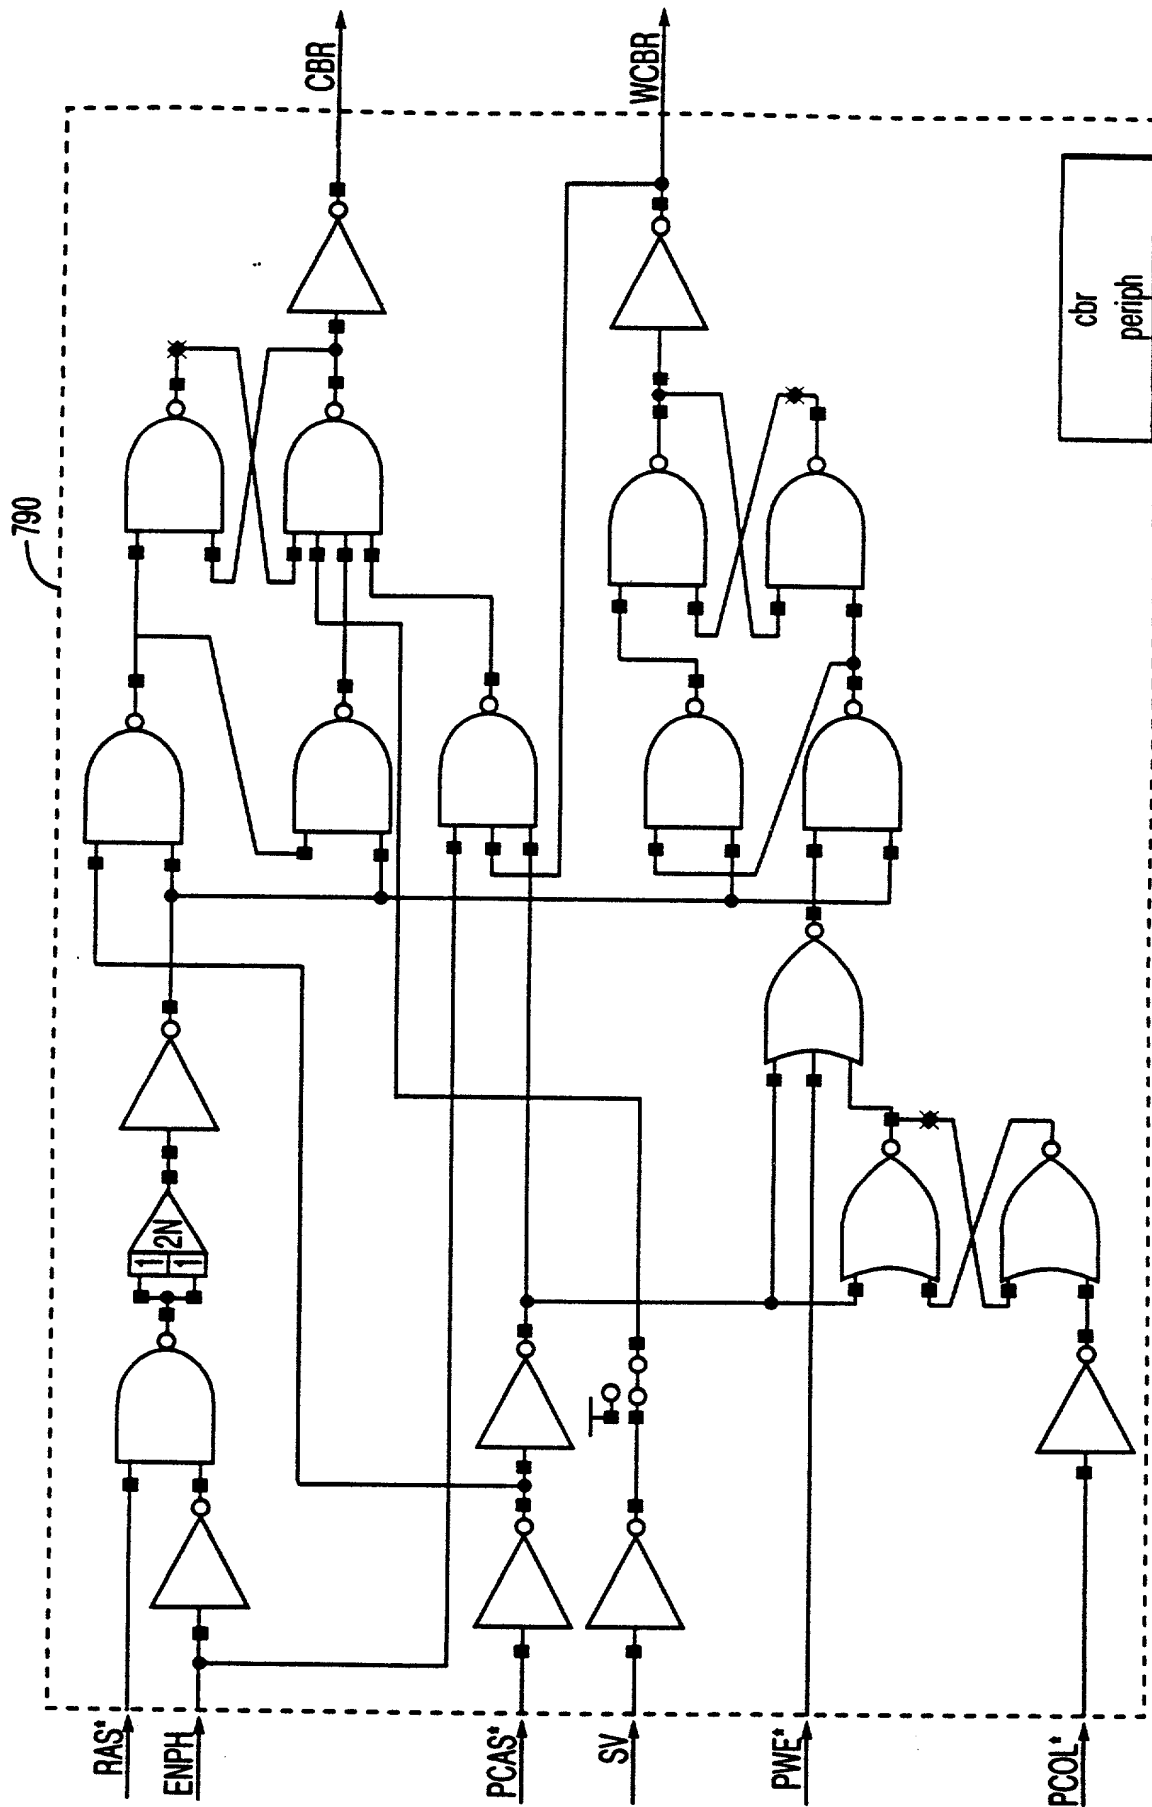 790
CBR
WCBR
cbr
periph
1
1
2N
RAS*
ENPH
PCAS*
SV
PWE*
PCOL*